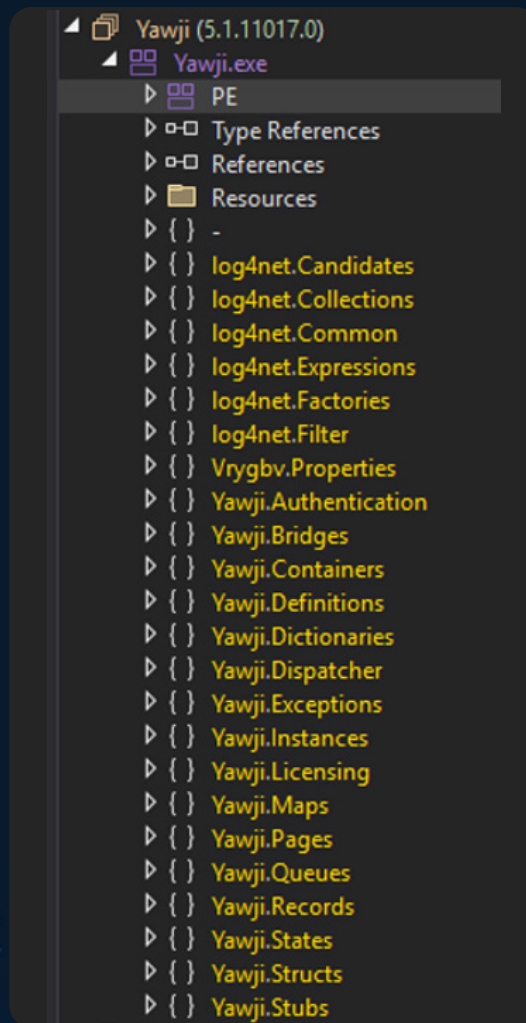 Yawji (5.1.11017.0)
Yawji.exe
PE
Type References
References
Resources
{ } -
{ } log4net.Candidates
{ } log4net.Collections
{ } log4net.Common
{ } log4net.Expressions
{ } log4net.Factories
{ } log4net.Filter
{ } Vrygbv.Properties
{ } Yawji.Authentication
{ } Yawji.Bridges
{ } Yawji.Containers
{ } Yawji.Definitions
{ } Yawji.Dictionaries
{ } Yawji.Dispatcher
{ } Yawji.Exceptions
{ } Yawji.Instances
{ } Yawji.Licensing
{ } Yawji.Maps
{ } Yawji.Pages
{ } Yawji.Queues
{ } Yawji.Records
{ } Yawji.States
{ } Yawji.Structs
{ } Yawji.Stubs